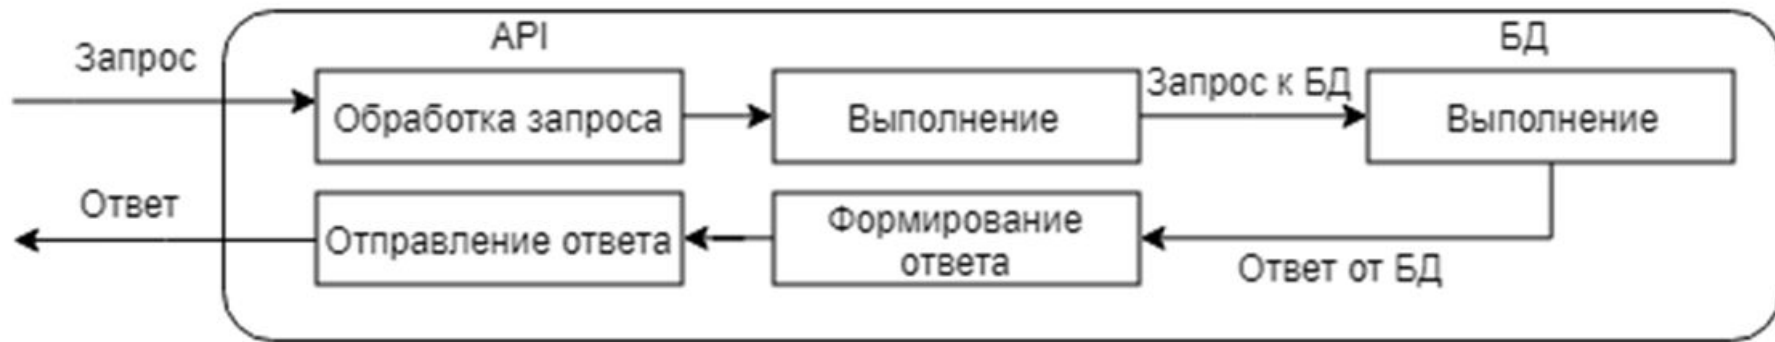 API
БД
Запрос
Обработка запроса
Выполнение
Запрос к БД
Выполнение
Ответ
Отправление ответа
Формирование
ответа
Ответ от БД